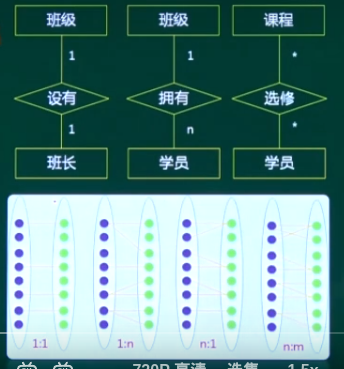 班级 班级 课程
1 1 *
设有 拥有 选修
1 n *
班长 学员 学员
1:1 1:n n:1 n:m
720P 高清 选集 1.5x